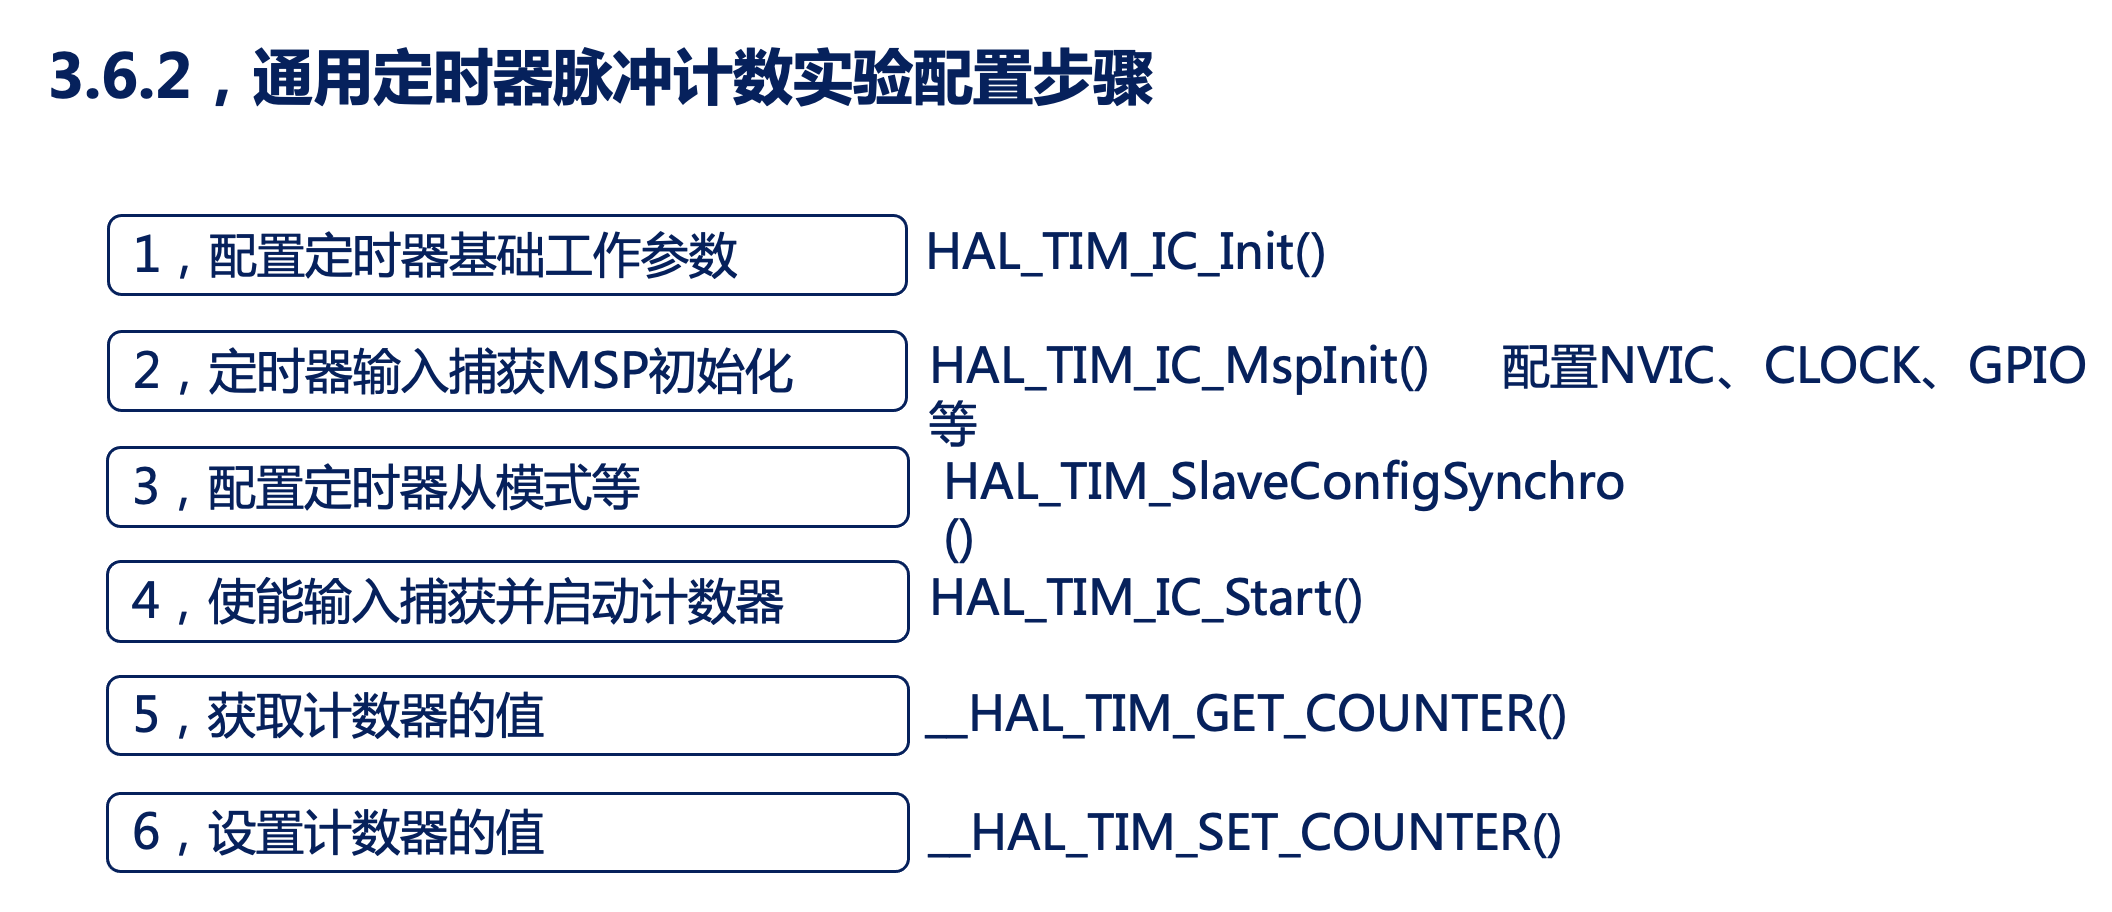 3.6.2，通用定时器脉冲计数实验配置步骤
1，配置定时器基础工作参数
HAL_TIM_IC_Init()
2，定时器输入捕获MSP初始化
HAL_TIM_IC_MspInit() 配置NVIC、CLOCK、GPIO
等
3，配置定时器从模式等
HAL_TIM_SlaveConfigSynchro
()
4，使能输入捕获并启动计数器
HAL_TIM_IC_Start()
5，获取计数器的值
__HAL_TIM_GET_COUNTER()
6，设置计数器的值
__HAL_TIM_SET_COUNTER()